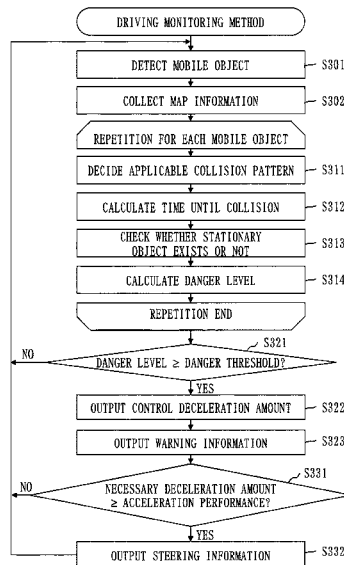 DRIVING MONITORING METHOD
DETECT MOBILE OBJECT
S301
COLLECT MAP INFORMATION
S302
REPETITION FOR EACH MOBILE OBJECT
DECIDE APPLICABLE COLLISION PATTERN
S311
CALCULATE TIME UNTIL COLLISION
S312
CHECK WHETHER STATIONARY
OBJECT EXISTS OR NOT
S313
CALCULATE DANGER LEVEL
S314
REPETITION END
S321
NO
DANGER LEVEL ≥ DANGER THRESHOLD?
YES
OUTPUT CONTROL DECELERATION AMOUNT
S322
OUTPUT WARNING INFORMATION
S323
S331
NO
NECESSARY DECELERATION AMOUNT
≥ ACCELERATION PERFORMANCE?
YES
OUTPUT STEERING INFORMATION
S332